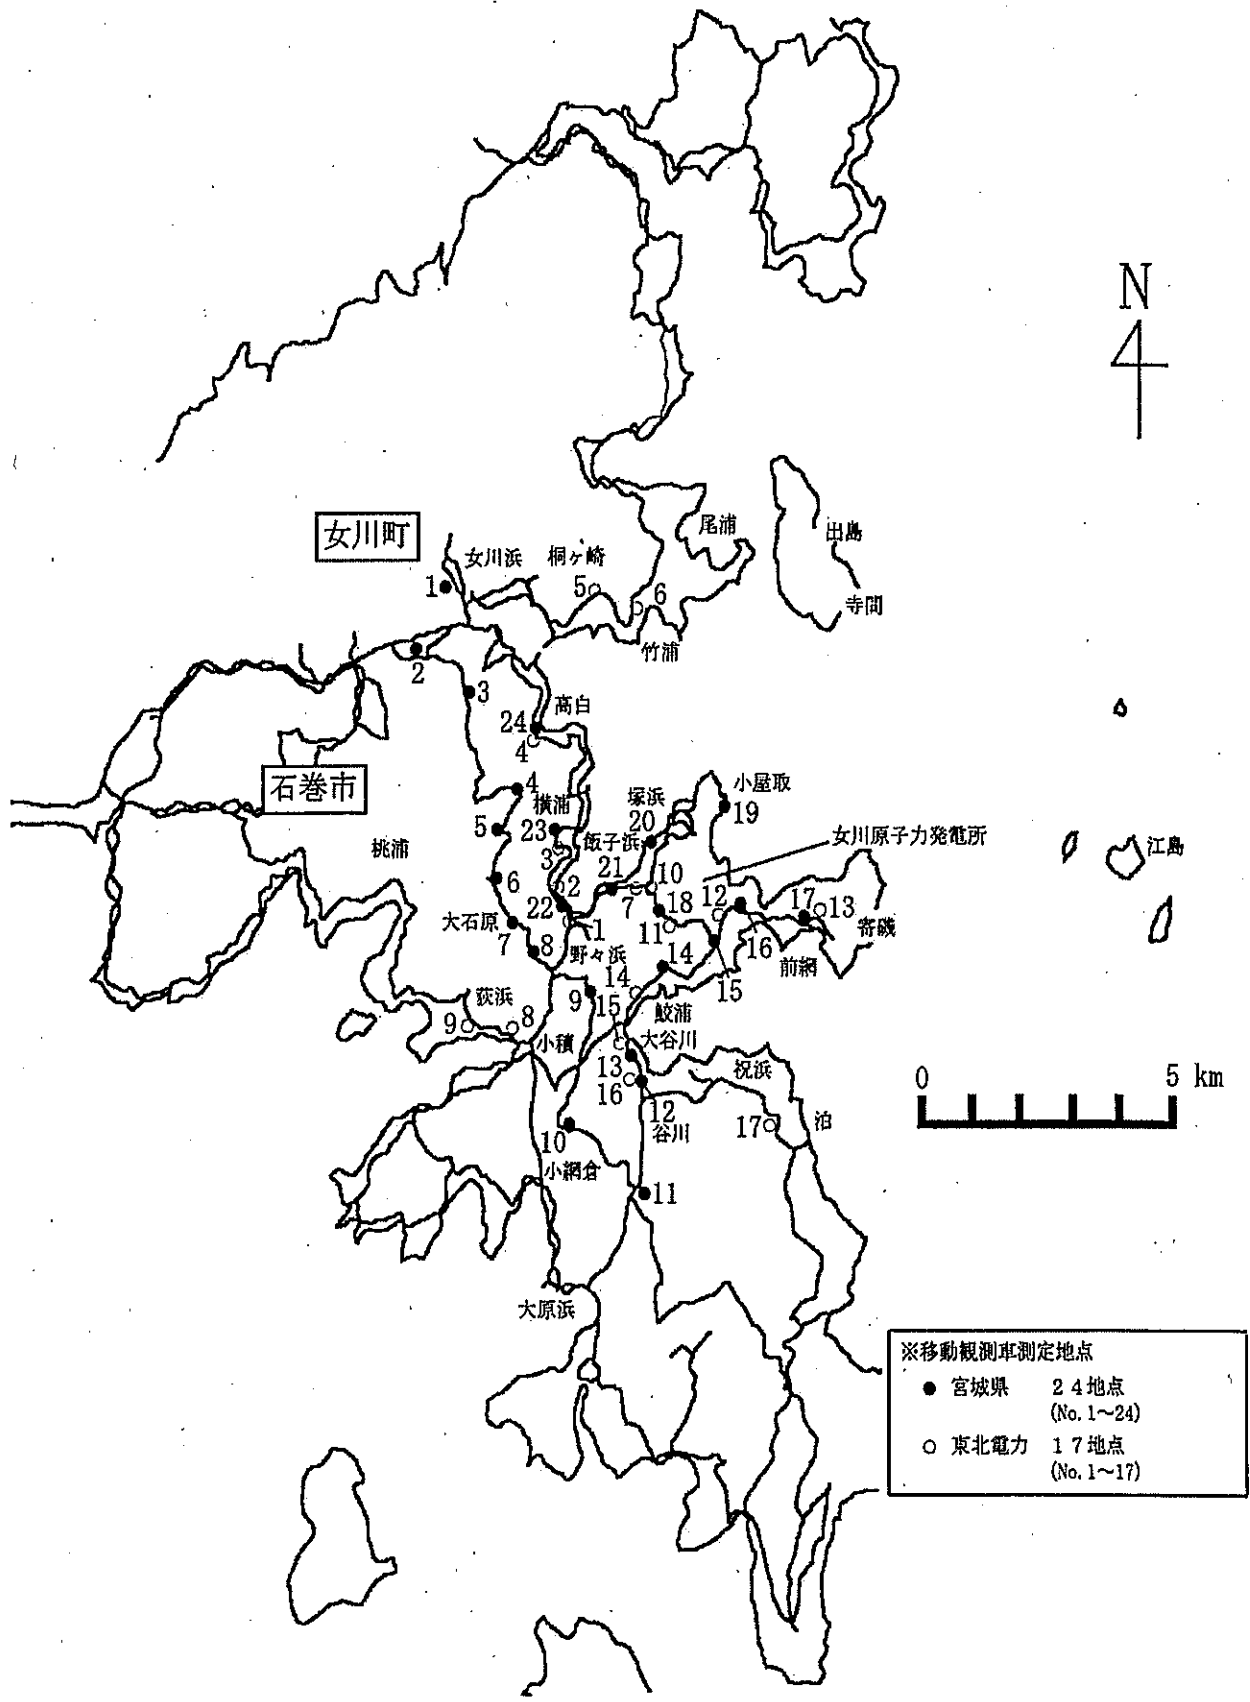 N
女川町
女川浜
桐ヶ崎
尾浦
出島
寺間
1
5
6
竹浦
2
3
高白
24
4
石巻市
4
横浦
塚浜
小屋取
19
5
23
飯子浜
20
女川原子力発電所
桃浦
3
江島
6
2
21
10
7
22
18
12
17
13
大石原
1
11
16
寄磯
7
8
野々浜
14
前網
15
9
14
荻浜
15
鮫浦
9
8
小積
大谷川
13
祝浜
0
5 km
16
12
17
泊
谷川
10
小網倉
11
大原浜
※移動観測車測定地点
● 宮城県 24地点
(No.1～24)
○ 東北電力 17地点
(No.1～17)